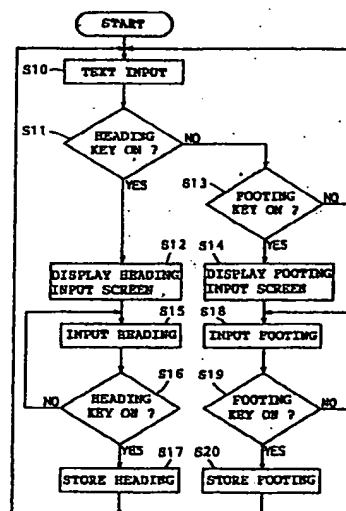 START
S10
TEXT INPUT
S11
HEADING
KEY ON ?
NO
YES
S13
FOOTING
KEY ON ?
NO
YES
S12
DISPLAY HEADING
INPUT SCREEN
S14
DISPLAY FOOTING
INPUT SCREEN
S15
INPUT HEADING
S18
INPUT FOOTING
S16
HEADING
KEY ON ?
NO
YES
S19
FOOTING
KEY ON ?
NO
YES
S17
STORE HEADING
S20
STORE FOOTING